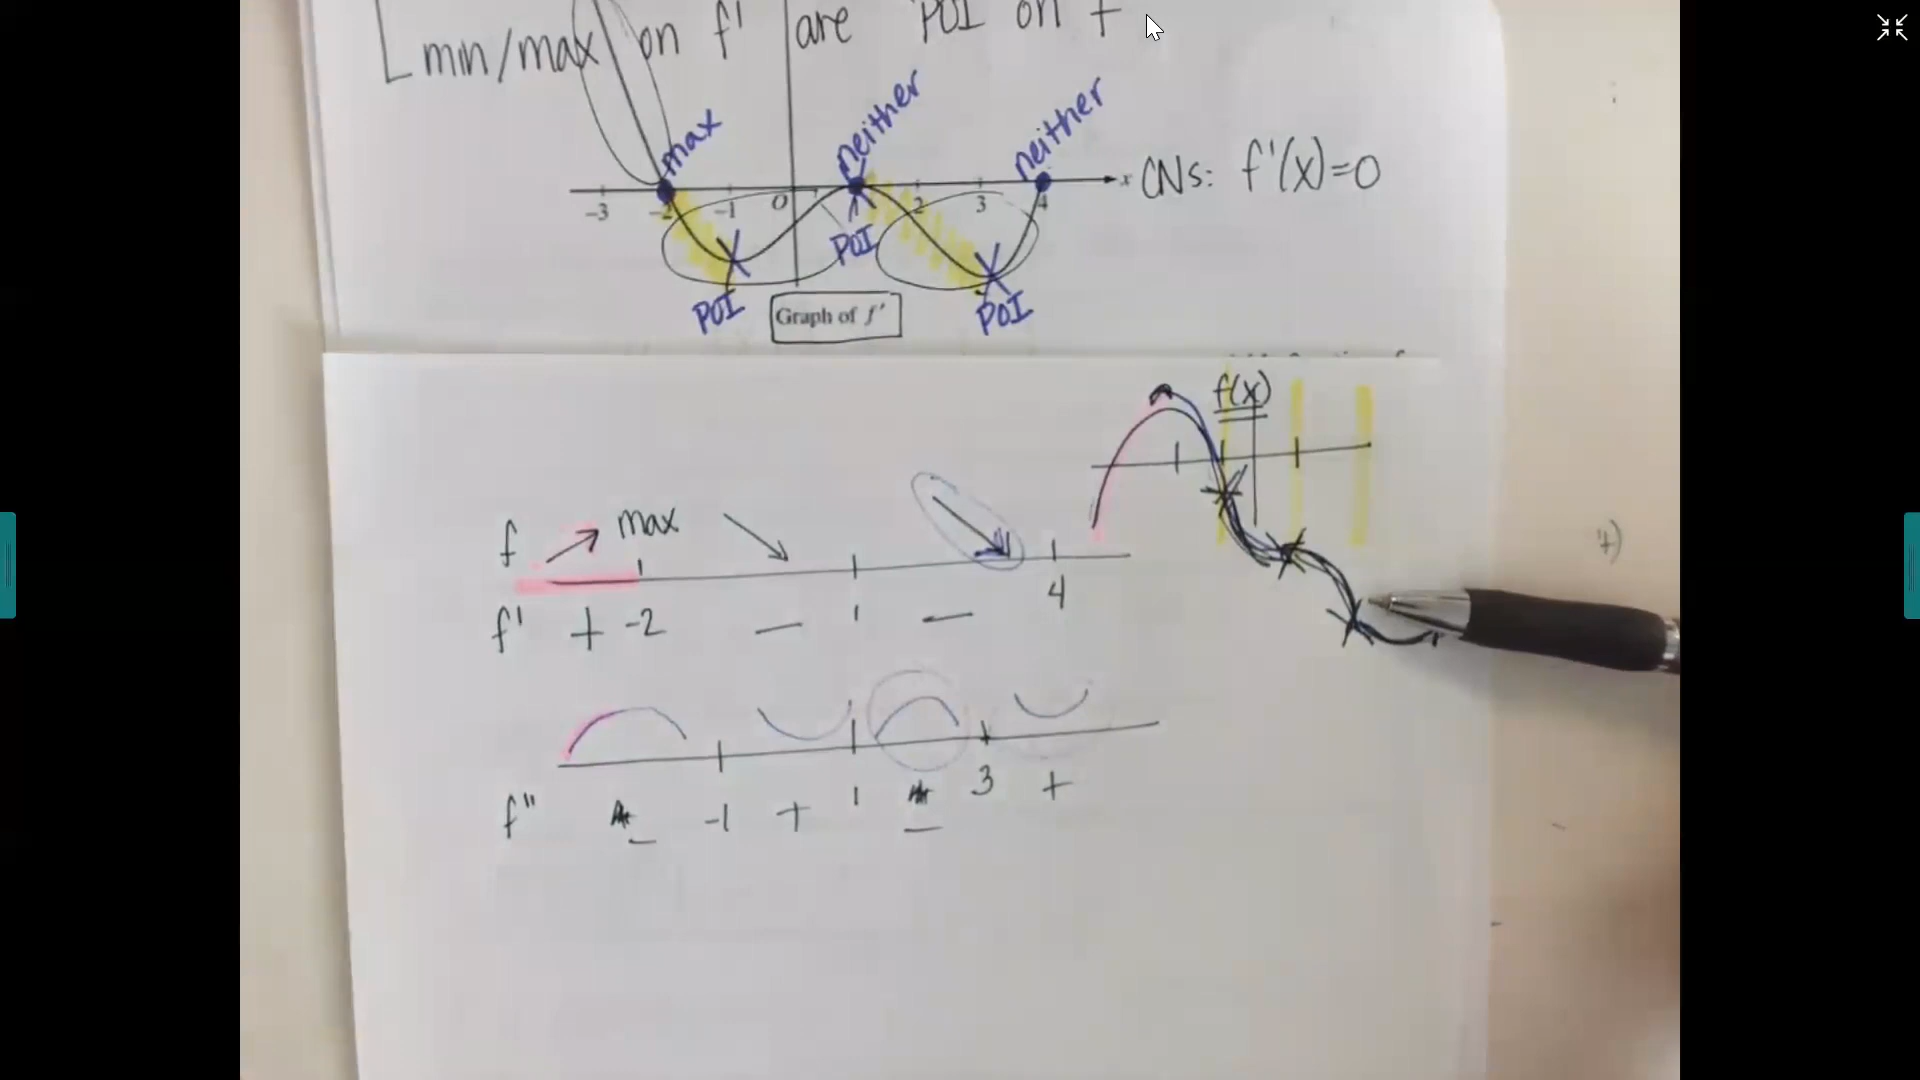 min/max on f' are POI on f
max neither neither
-3 -2 -1 O 2 3 4 x CNs: f'(x)=0
POI POI POI
Graph of f'
f(x)
f max
4
f' + -2 — 1 —
f'' - -1 + 1 - 3 +